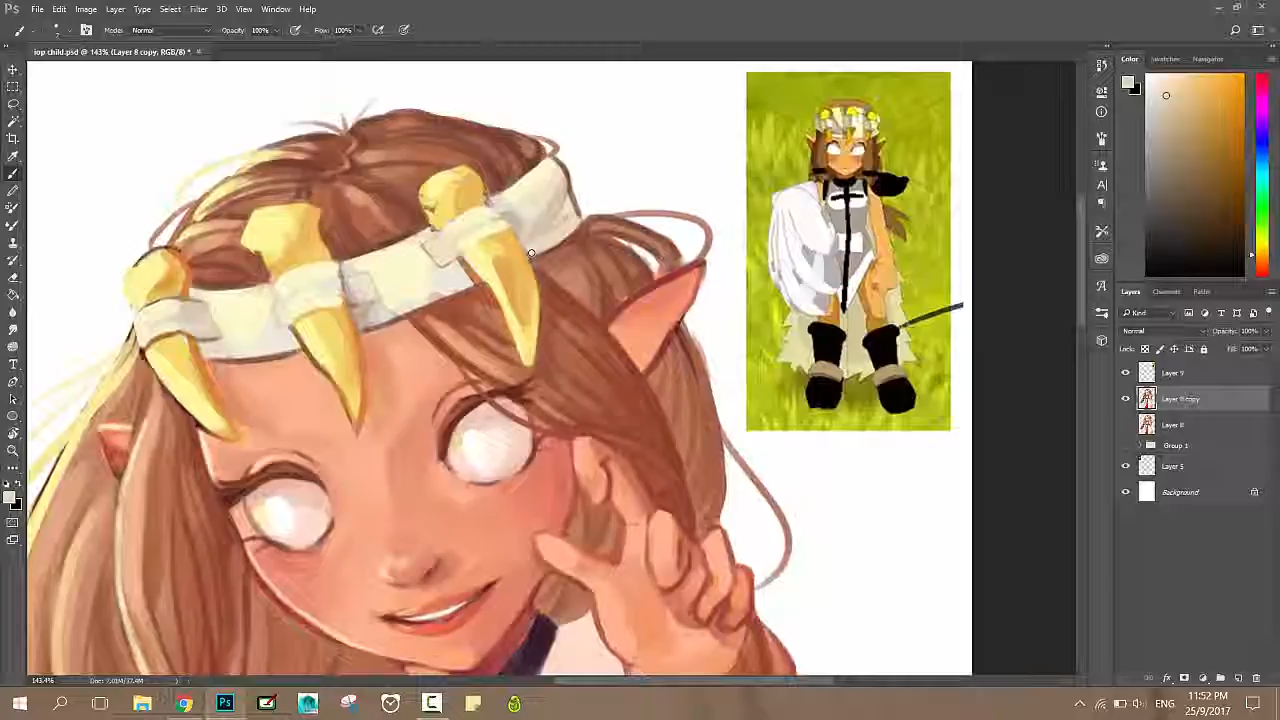 Ps File Edit Image Layer Type Select Filter 3D View Window Help
Mode: Normal Opacity: 100% Flow: 100%
iop child.psd @ 143% (Layer 8 copy, RGB/8) *
Color Swatches Navigator
Layers Channels Paths
Kind
Normal Opacity: 100%
Lock: Fill: 100%
Layer 9
Layer 8 copy
Layer 8
Group 1
Layer 5
Background
143.4%
Ps
ENG
11:52 PM
25/9/2017